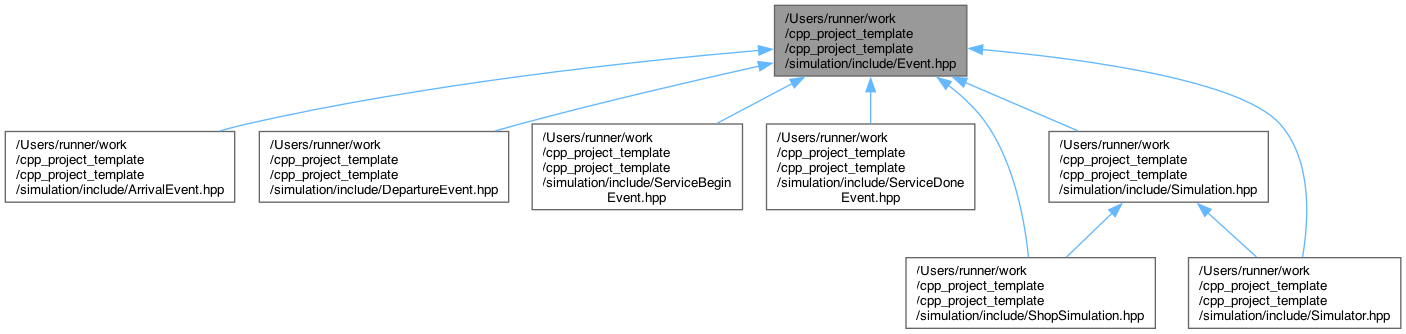 /Users/runner/work
/cpp_project_template
/cpp_project_template
/simulation/include/Event.hpp
/Users/runner/work
/cpp_project_template
/cpp_project_template
/simulation/include/ArrivalEvent.hpp
/Users/runner/work
/cpp_project_template
/cpp_project_template
/simulation/include/DepartureEvent.hpp
/Users/runner/work
/cpp_project_template
/cpp_project_template
/simulation/include/ServiceBegin
Event.hpp
/Users/runner/work
/cpp_project_template
/cpp_project_template
/simulation/include/ServiceDone
Event.hpp
/Users/runner/work
/cpp_project_template
/cpp_project_template
/simulation/include/Simulation.hpp
/Users/runner/work
/cpp_project_template
/cpp_project_template
/simulation/include/ShopSimulation.hpp
/Users/runner/work
/cpp_project_template
/cpp_project_template
/simulation/include/Simulator.hpp